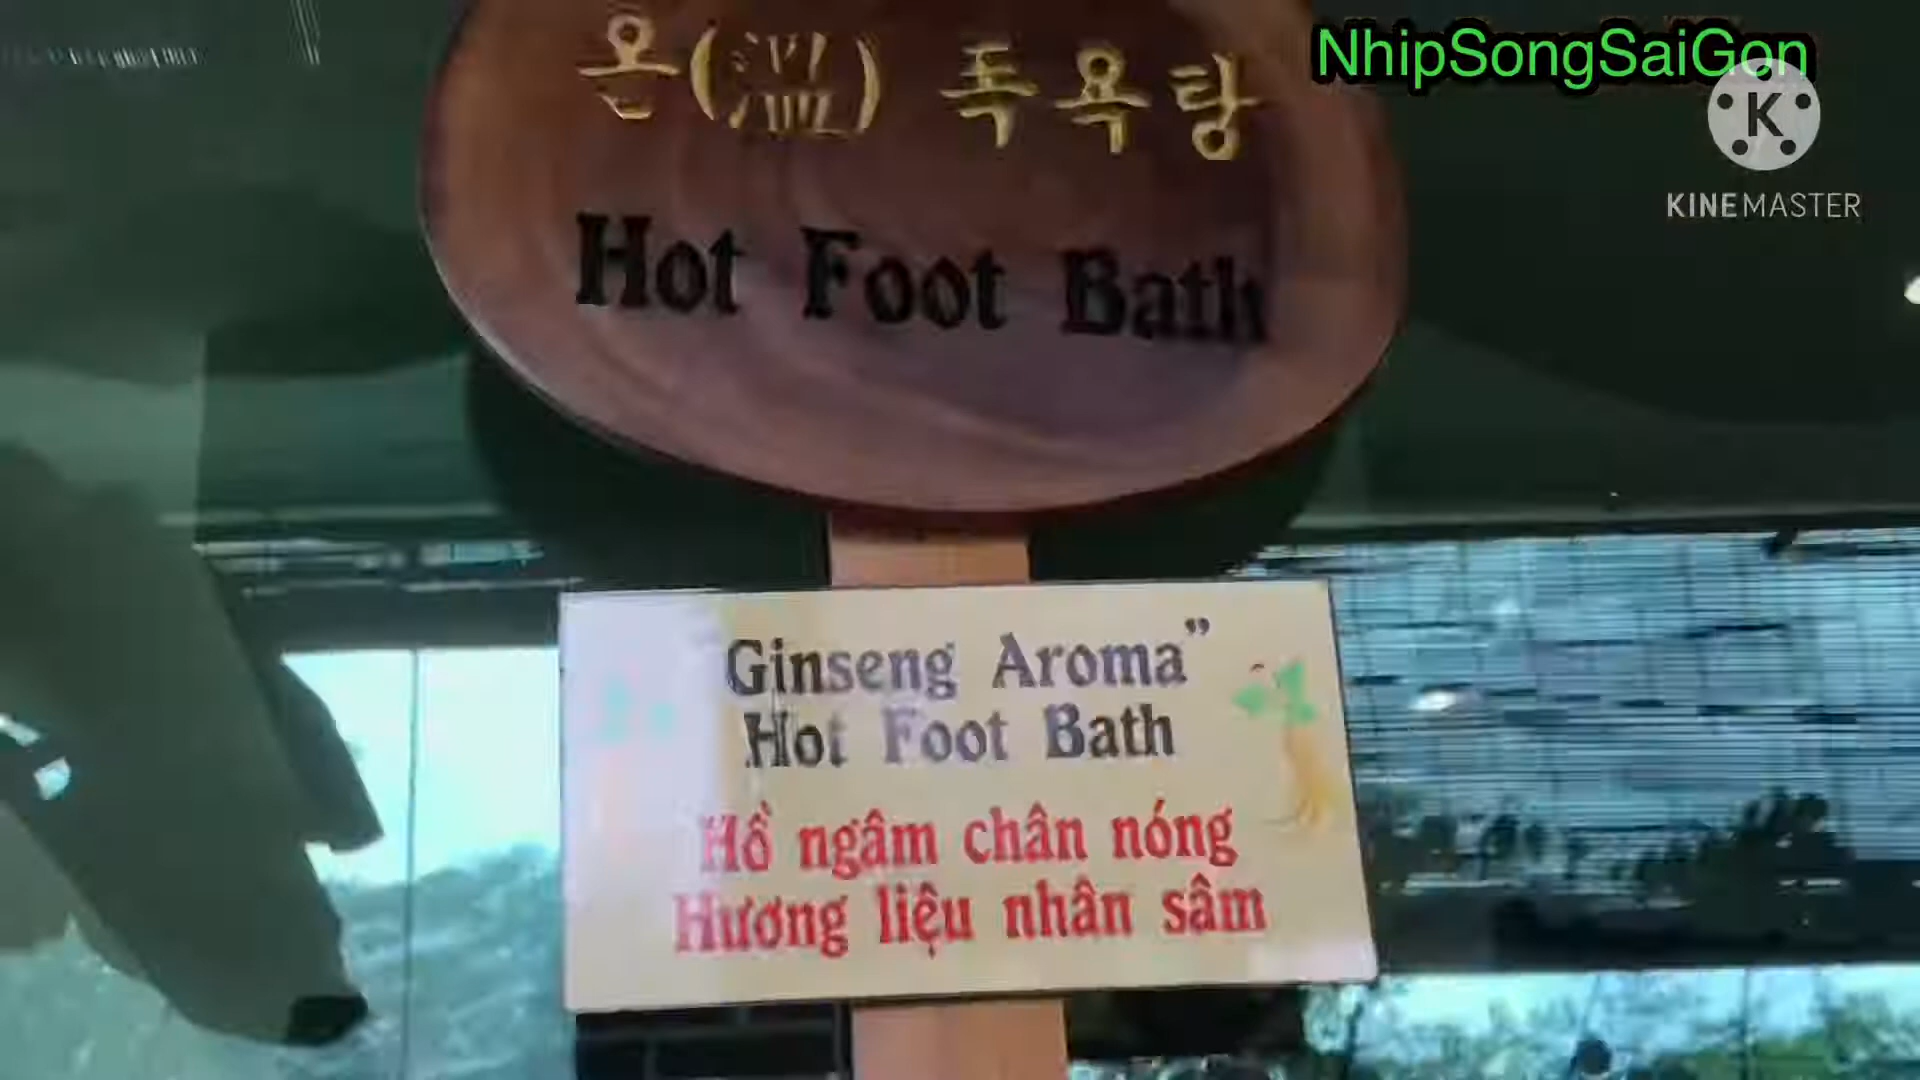 온(溫) 족욕탕
NhipSongSaiGon
K
KINEMASTER
Hot Foot Bath
"Ginseng Aroma"
Hot Foot Bath
Hồ ngâm chân nóng
Hương liệu nhân sâm